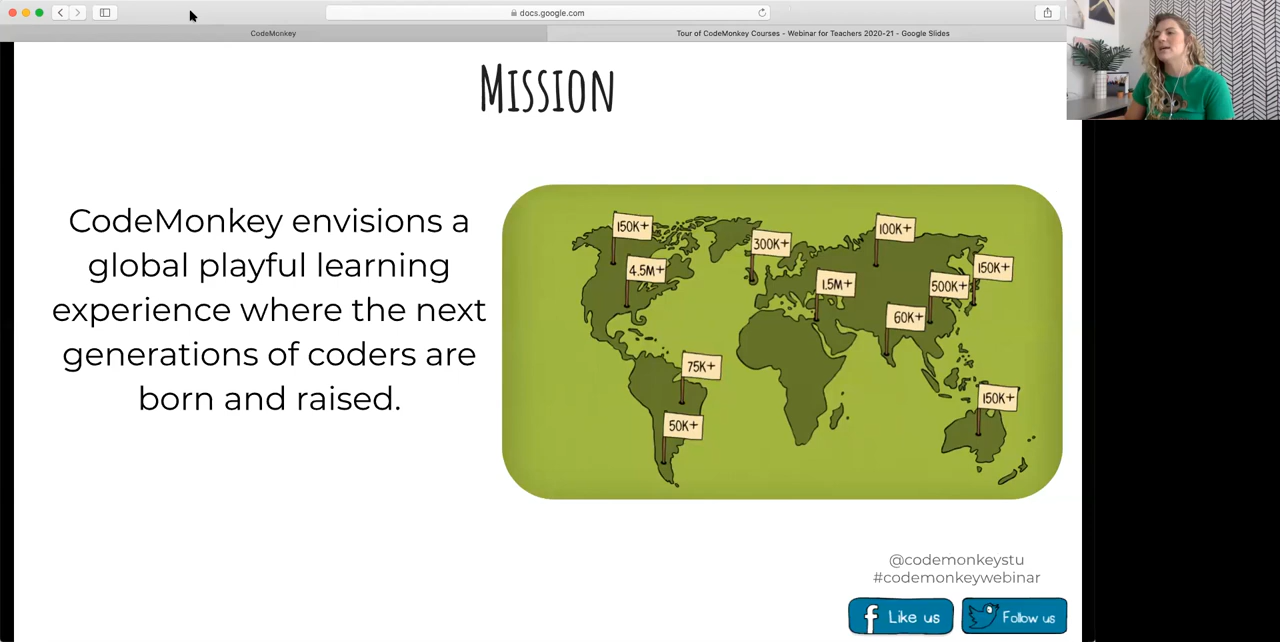 docs.google.com
CodeMonkey
Tour of CodeMonkey Courses - Webinar for Teachers 2020-21 - Google Slides
Mission
CodeMonkey envisions a
global playful learning
experience where the next
generations of coders are
born and raised.
150K+
4.5M+
300K+
100K+
1.5M+
500K+
150K+
60K+
75K+
50K+
150K+
@codemonkeystu
#codemonkeywebinar
f Like us
Follow us